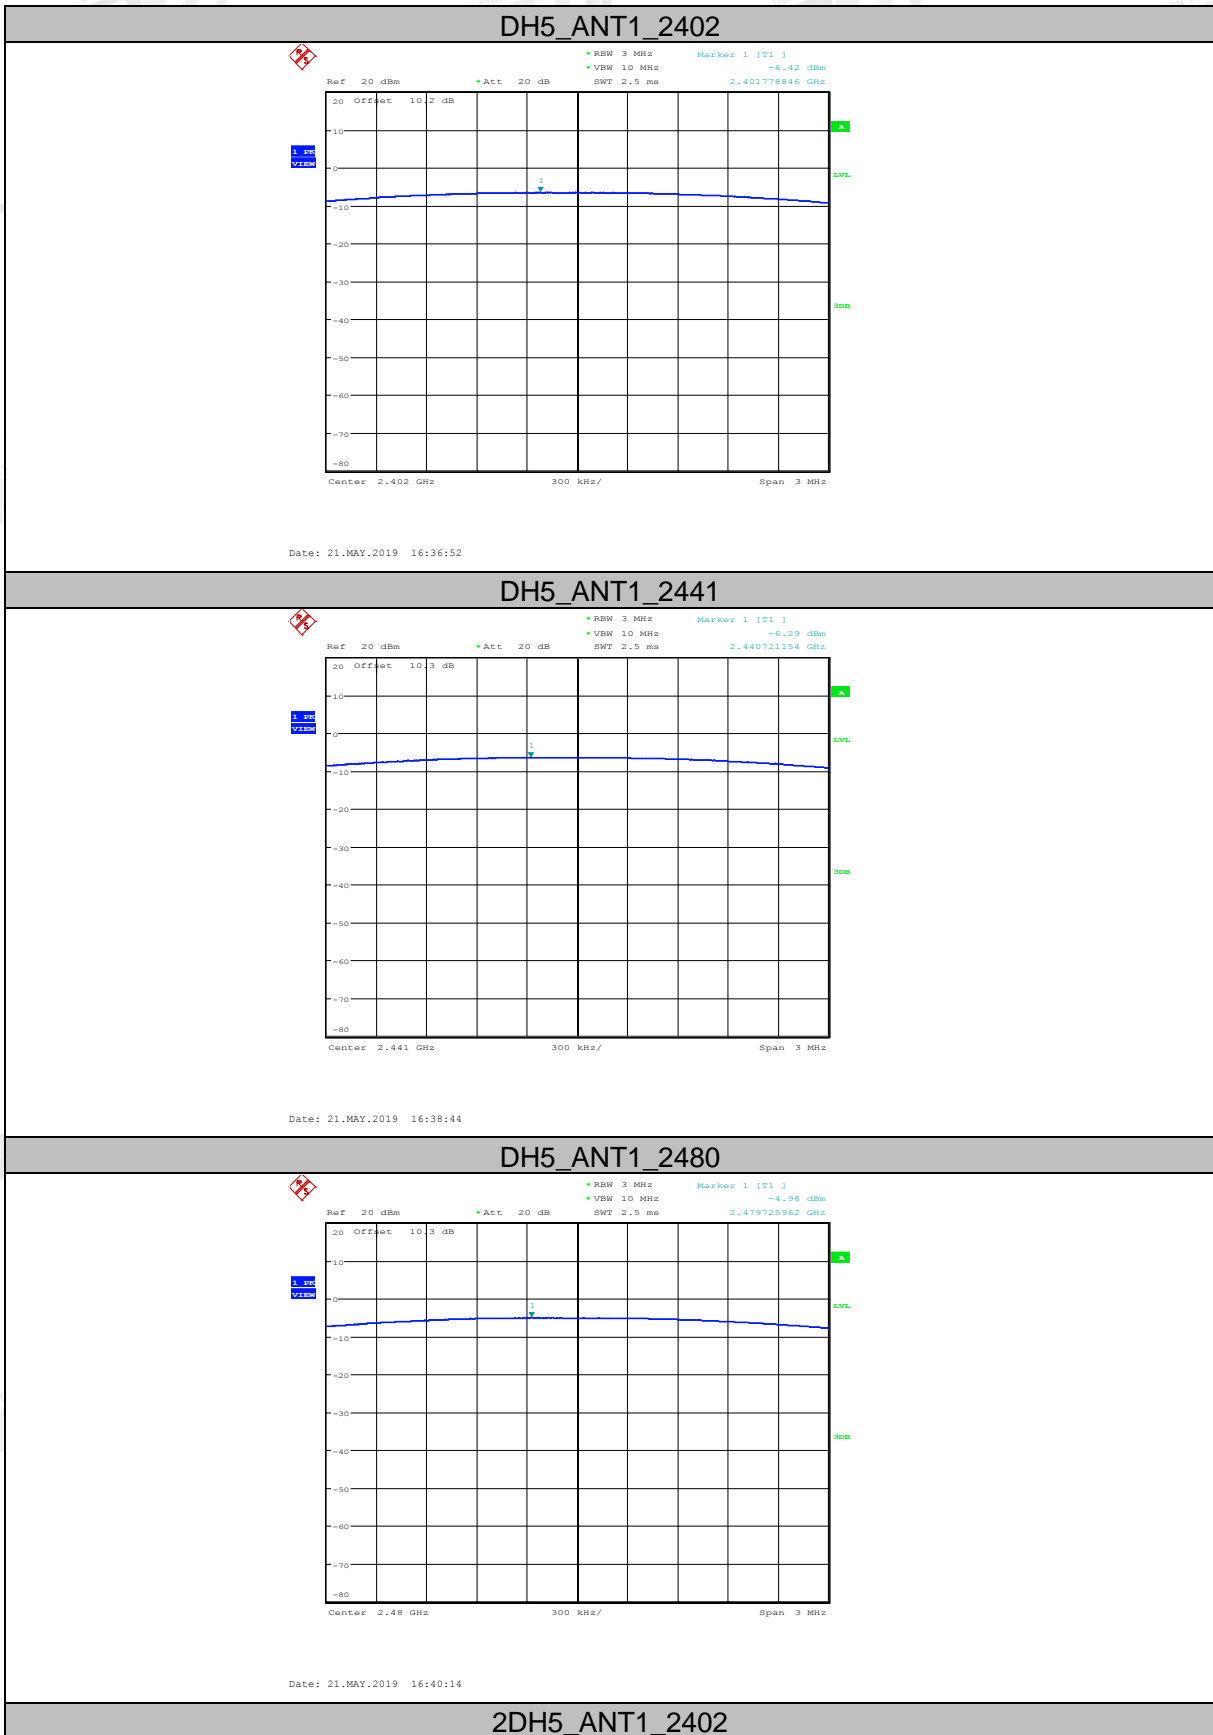 DH5_ANT1_2402
R S
* RBW 3 MHz Marker 1 [T1 ]
* VBW 10 MHz -6.42 dBm
Ref 20 dBm * Att 20 dB SWT 2.5 ms 2.401778846 GHz
20 Offset 10.2 dB
A
10
1 PK
VIEW
0
LVL
1
-10
-20
-30
3DB
-40
-50
-60
-70
-80
Center 2.402 GHz 300 kHz/ Span 3 MHz
Date: 21.MAY.2019 16:36:52
DH5_ANT1_2441
R S
* RBW 3 MHz Marker 1 [T1 ]
* VBW 10 MHz -6.29 dBm
Ref 20 dBm * Att 20 dB SWT 2.5 ms 2.440721154 GHz
20 Offset 10.3 dB
A
10
1 PK
VIEW
0
LVL
1
-10
-20
-30
3DB
-40
-50
-60
-70
-80
Center 2.441 GHz 300 kHz/ Span 3 MHz
Date: 21.MAY.2019 16:38:44
DH5_ANT1_2480
R S
* RBW 3 MHz Marker 1 [T1 ]
* VBW 10 MHz -4.96 dBm
Ref 20 dBm * Att 20 dB SWT 2.5 ms 2.479725962 GHz
20 Offset 10.3 dB
A
10
1 PK
VIEW
0
LVL
1
-10
-20
-30
3DB
-40
-50
-60
-70
-80
Center 2.48 GHz 300 kHz/ Span 3 MHz
Date: 21.MAY.2019 16:40:14
2DH5_ANT1_2402